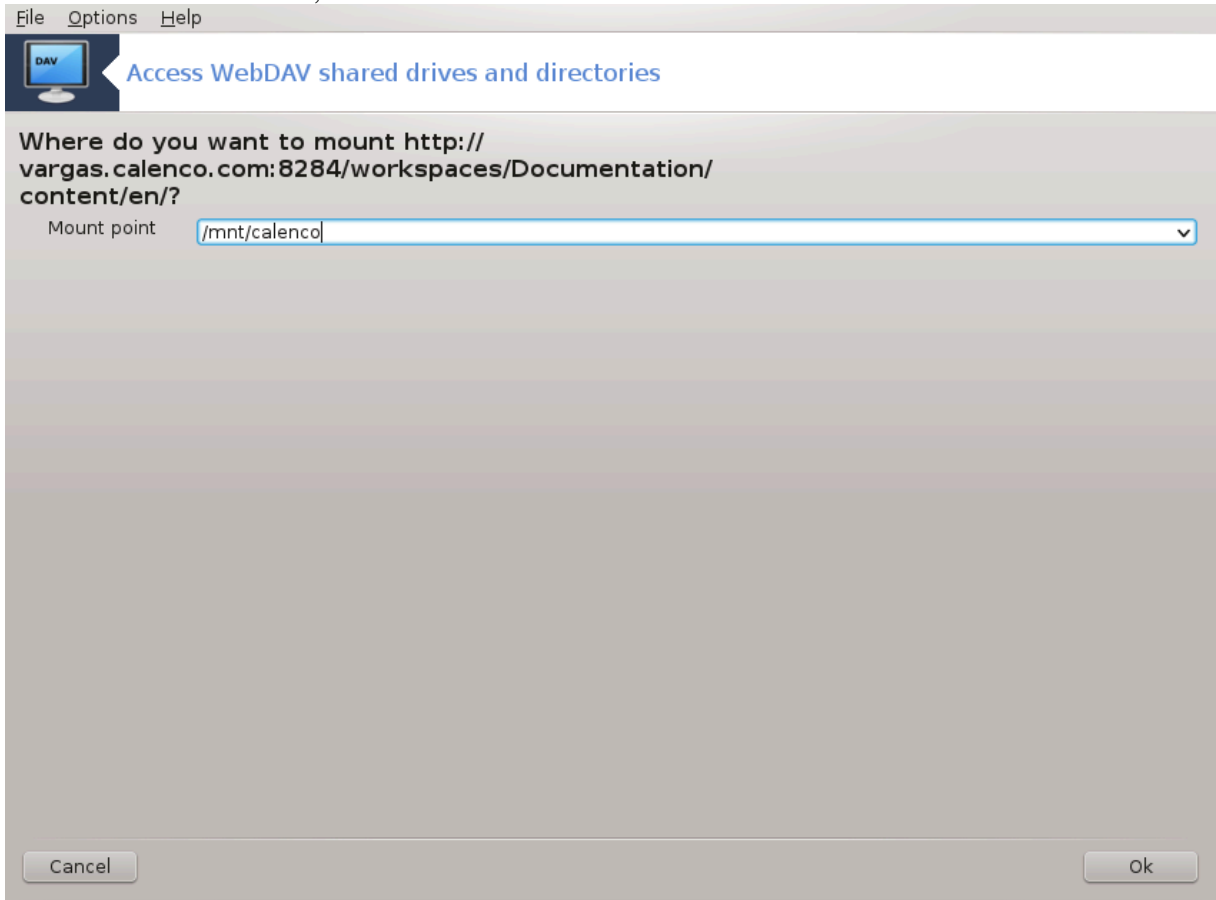 File Options Help
DAV
Access WebDAV shared drives and directories
Where do you want to mount http://
vargas.calenco.com:8284/workspaces/Documentation/
content/en/?
Mount point /mnt/calenco
Cancel Ok